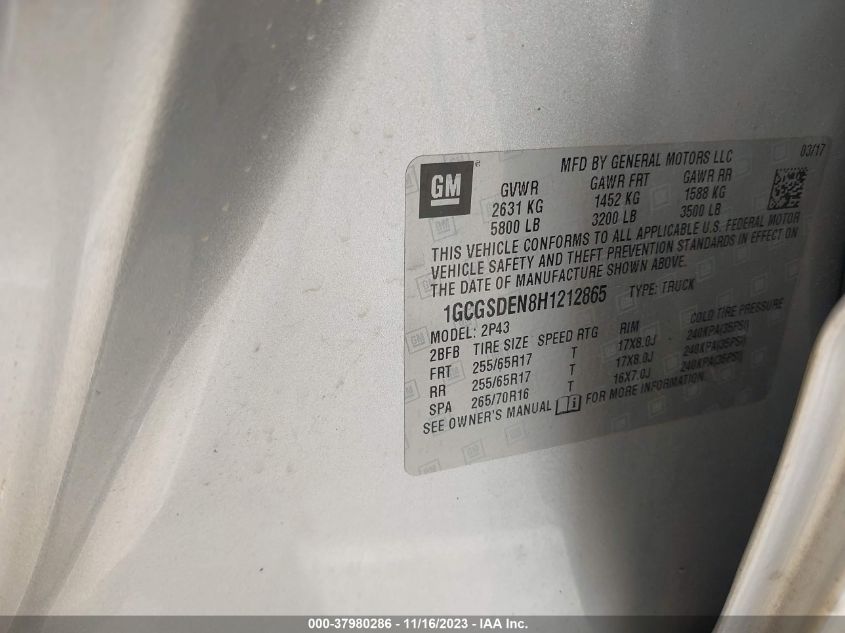 MFD BY GENERAL MOTORS LLC 03/17
GM
GVWR GAWR FRT GAWR RR
2631 KG 1452 KG 1588 KG
5800 LB 3200 LB 3500 LB
THIS VEHICLE CONFORMS TO ALL APPLICABLE U.S. FEDERAL MOTOR
VEHICLE SAFETY AND THEFT PREVENTION STANDARDS IN EFFECT ON
THE DATE OF MANUFACTURE SHOWN ABOVE.
1GCGSDEN8H1212865 TYPE: TRUCK
MODEL: 2P43
2BFB TIRE SIZE SPEED RTG RIM COLD TIRE PRESSURE
FRT 255/65R17 T 17X8.0J 240KPA(35PSI)
RR 255/65R17 T 17X8.0J 240KPA(35PSI)
SPA 265/70R16 T 16X7.0J 240KPA(35PSI)
SEE OWNER'S MANUAL FOR MORE INFORMATION.
000-37980286 - 11/16/2023 - IAA Inc.